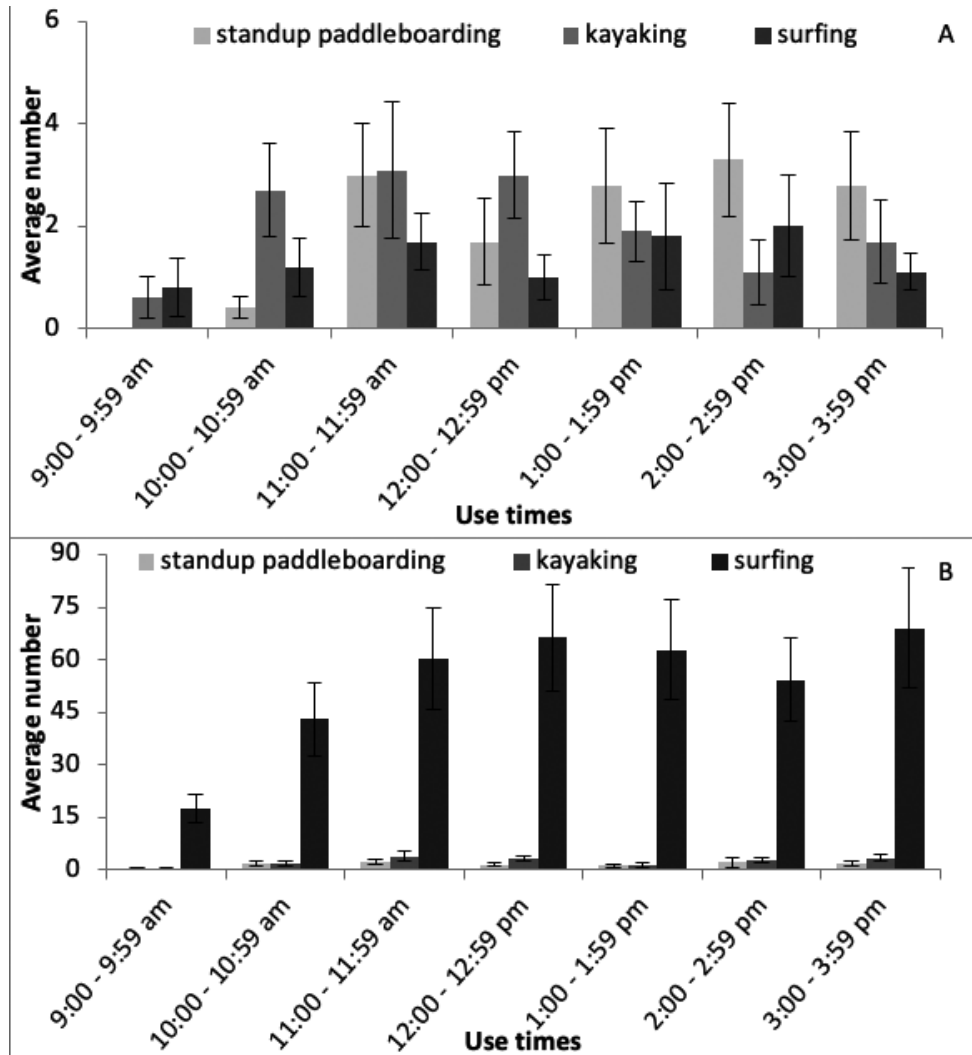 standup paddleboarding kayaking surfing A
6
4
2
0
Average number
9:00 - 9:59 am
10:00 - 10:59 am
11:00 - 11:59 am
12:00 - 12:59 pm
1:00 - 1:59 pm
2:00 - 2:59 pm
3:00 - 3:59 pm
Use times
standup paddleboarding kayaking surfing B
90
75
60
45
30
15
0
Average number
9:00 - 9:59 am
10:00 - 10:59 am
11:00 - 11:59 am
12:00 - 12:59 pm
1:00 - 1:59 pm
2:00 - 2:59 pm
3:00 - 3:59 pm
Use times